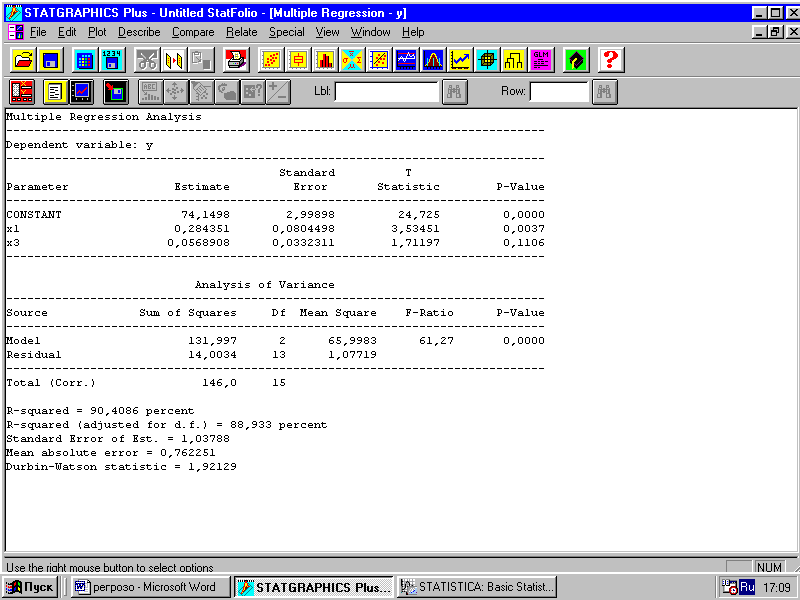 STATGRAPHICS Plus - Untitled StatFolio - [Multiple Regression - y]
File Edit Plot Describe Compare Relate Special View Window Help
1234
GLM
?
ABC
Lbl: Row:
Multiple Regression Analysis
Dependent variable: y
Standard T
Parameter Estimate Error Statistic P-Value
CONSTANT 74,1498 2,99898 24,725 0,0000
x1 0,284351 0,0804498 3,53451 0,0037
x3 0,0568908 0,0332311 1,71197 0,1106
Analysis of Variance
Source Sum of Squares Df Mean Square F-Ratio P-Value
Model 131,997 2 65,9983 61,27 0,0000
Residual 14,0034 13 1,07719
Total (Corr.) 146,0 15
R-squared = 90,4086 percent
R-squared (adjusted for d.f.) = 88,933 percent
Standard Error of Est. = 1,03788
Mean absolute error = 0,762251
Durbin-Watson statistic = 1,92129
Use the right mouse button to select options NUM
Пуск регрозо - Microsoft Word STATGRAPHICS Plus... STATISTICA: Basic Statist... Ru 17:09